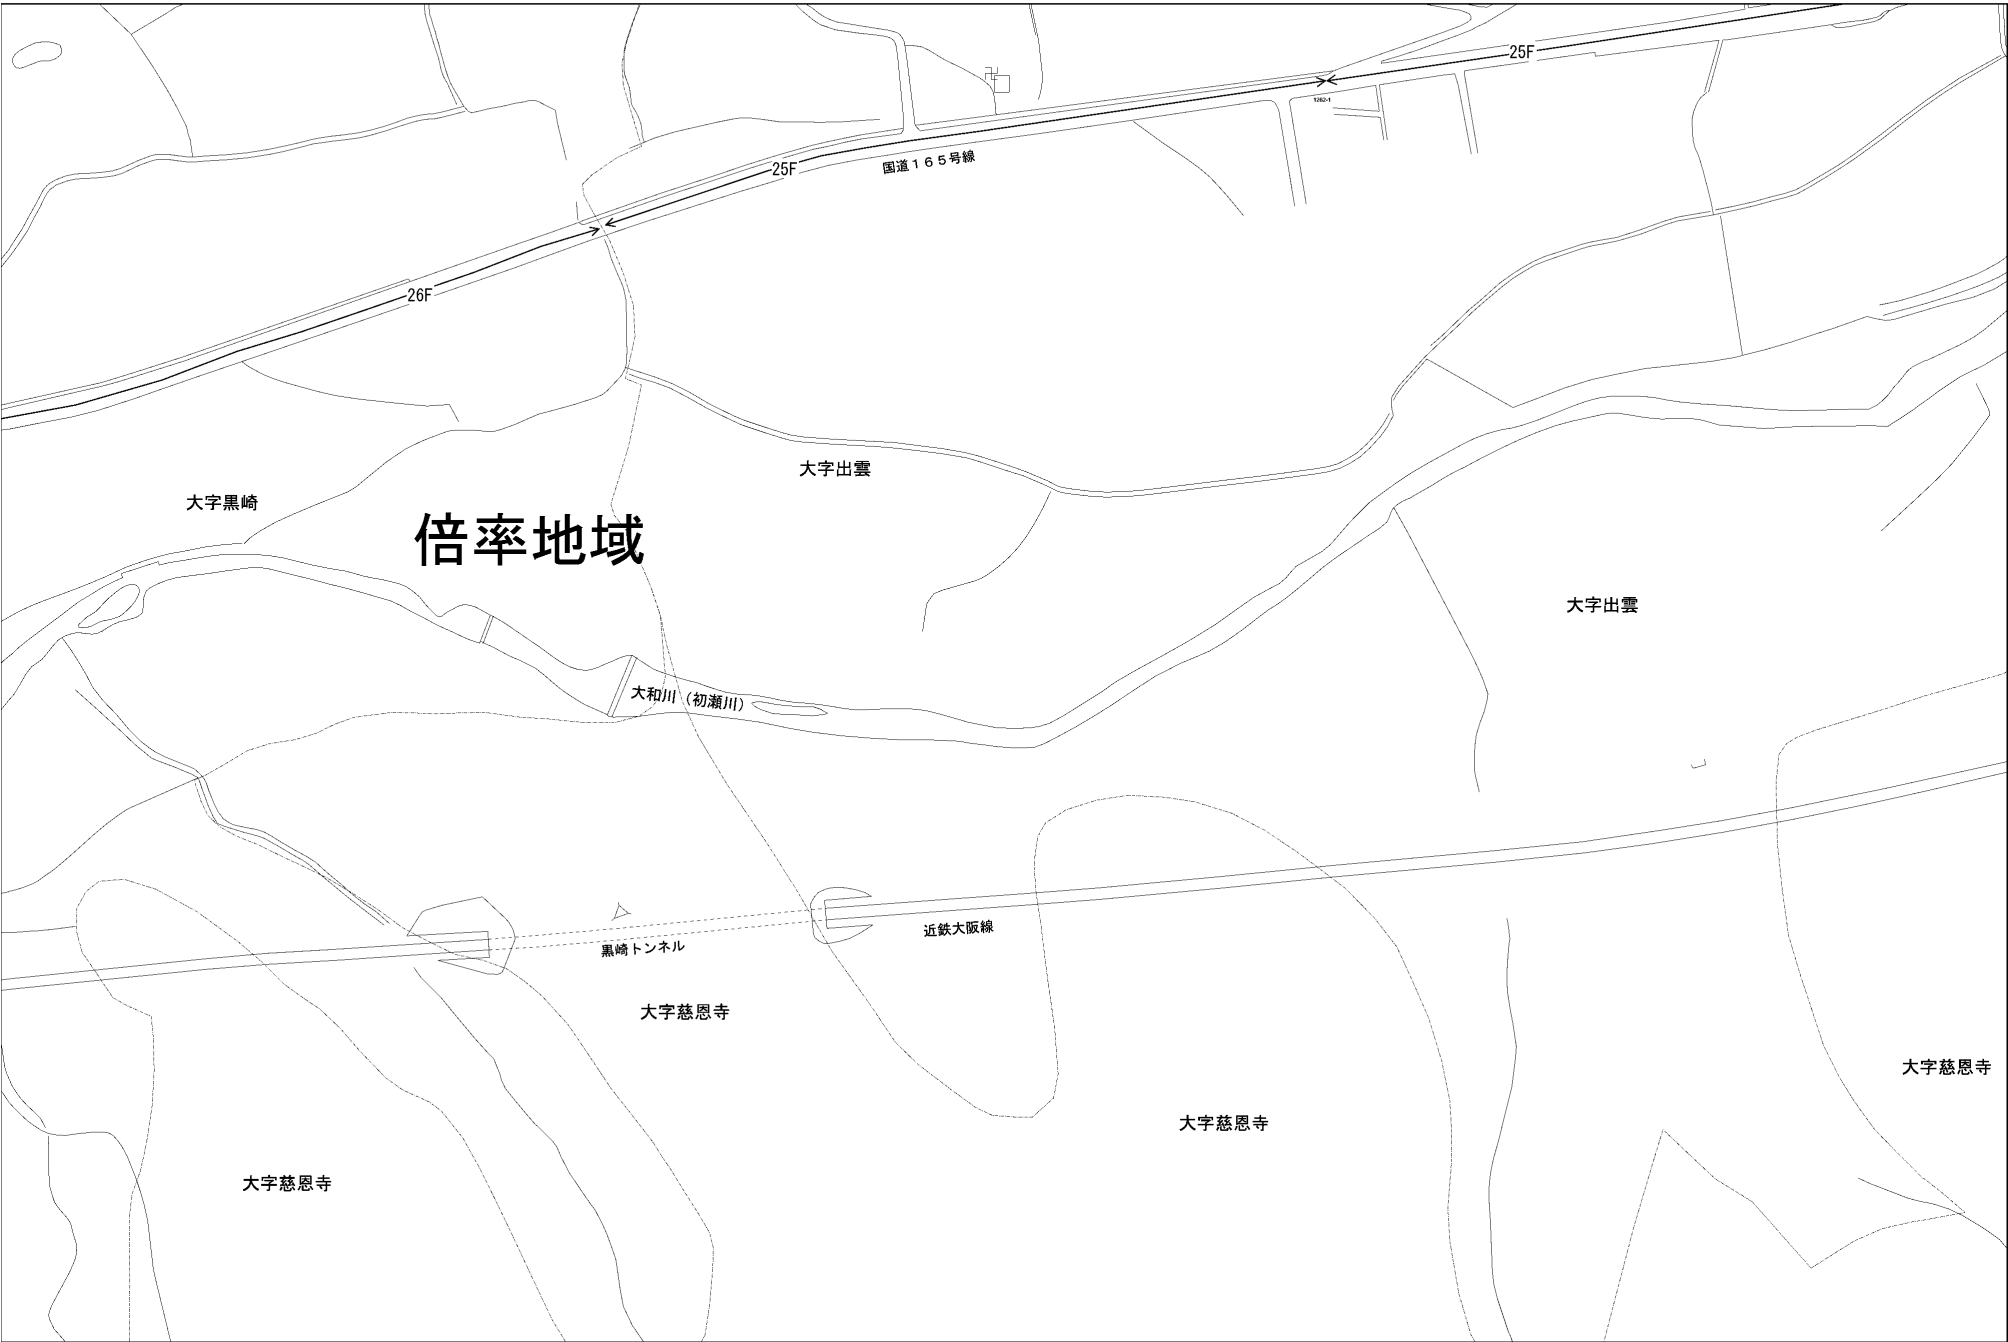 25F
1262-1
25F
国道１６５号線
26F
大字出雲
大字黒崎
倍率地域
大字出雲
大和川（初瀬川）
近鉄大阪線
黒崎トンネル
大字慈恩寺
大字慈恩寺
大字慈恩寺
大字慈恩寺